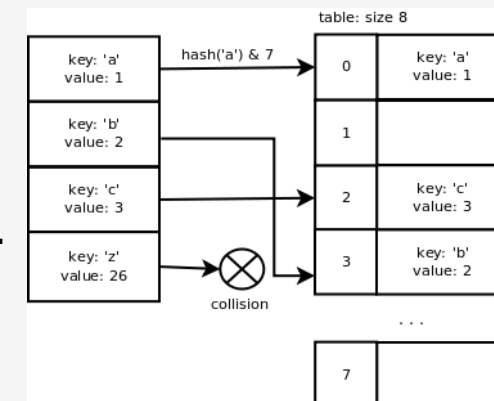 table: size 8
key: 'a'
value: 1
hash('a') & 7
0
key: 'a'
value: 1
key: 'b'
value: 2
1
key: 'c'
value: 3
2
key: 'c'
value: 3
key: 'z'
value: 26
collision
3
key: 'b'
value: 2
. . .
7